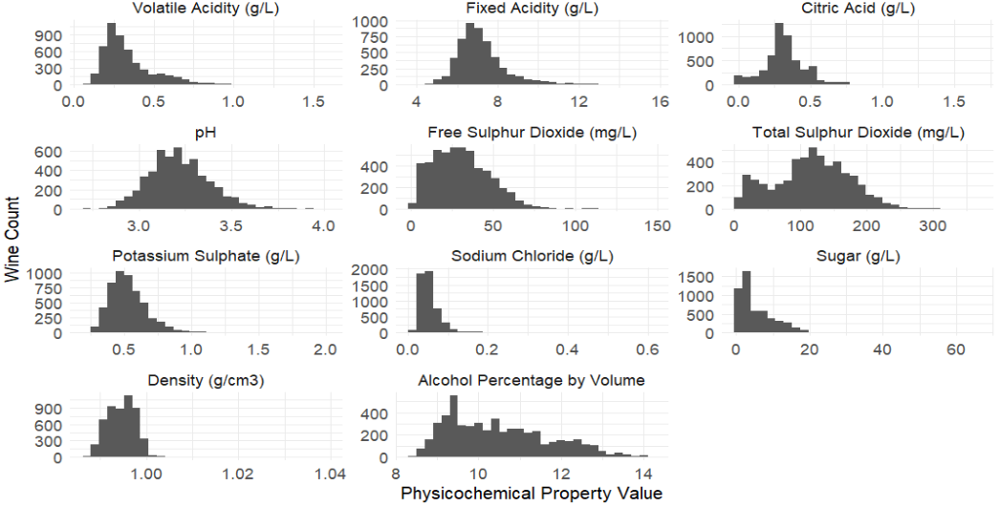 Volatile Acidity (g/L) Fixed Acidity (g/L) Citric Acid (g/L)
900 600 300 0
0.0 0.5 1.0 1.5
1000 750 500 250 0
4 8 12 16
1000 500 0
0.0 0.5 1.0 1.5
pH Free Sulphur Dioxide (mg/L) Total Sulphur Dioxide (mg/L)
600 400 200 0
3.0 3.5 4.0
400 200 0
0 50 100 150
400 200 0
0 100 200 300
Wine Count
Potassium Sulphate (g/L) Sodium Chloride (g/L) Sugar (g/L)
1000 750 500 250 0
0.5 1.0 1.5 2.0
2000 1500 1000 500 0
0.0 0.2 0.4 0.6
1500 1000 500 0
0 20 40 60
Density (g/cm3) Alcohol Percentage by Volume
900 600 300 0
1.00 1.02 1.04
400 200 0
8 10 12 14
Physicochemical Property Value